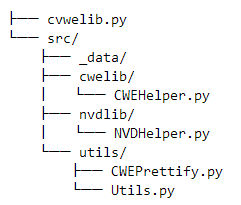 ├── cvwelib.py
├── src/
    ├── _data/
    ├── cwelib/
    │   └── CWEHelper.py
    ├── nvdlib/
    │   └── NVDHelper.py
    └── utils/
        ├── CWEPrettify.py
        └── Utils.py